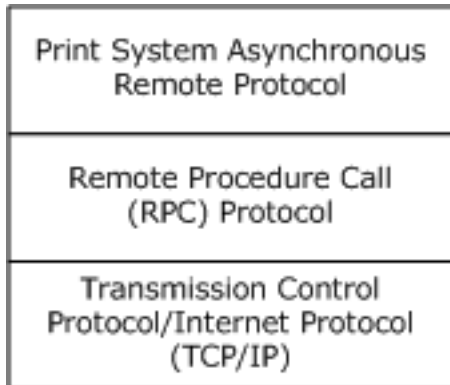 Print System Asynchronous
Remote Protocol
Remote Procedure Call
(RPC) Protocol
Transmission Control
Protocol/Internet Protocol
(TCP/IP)